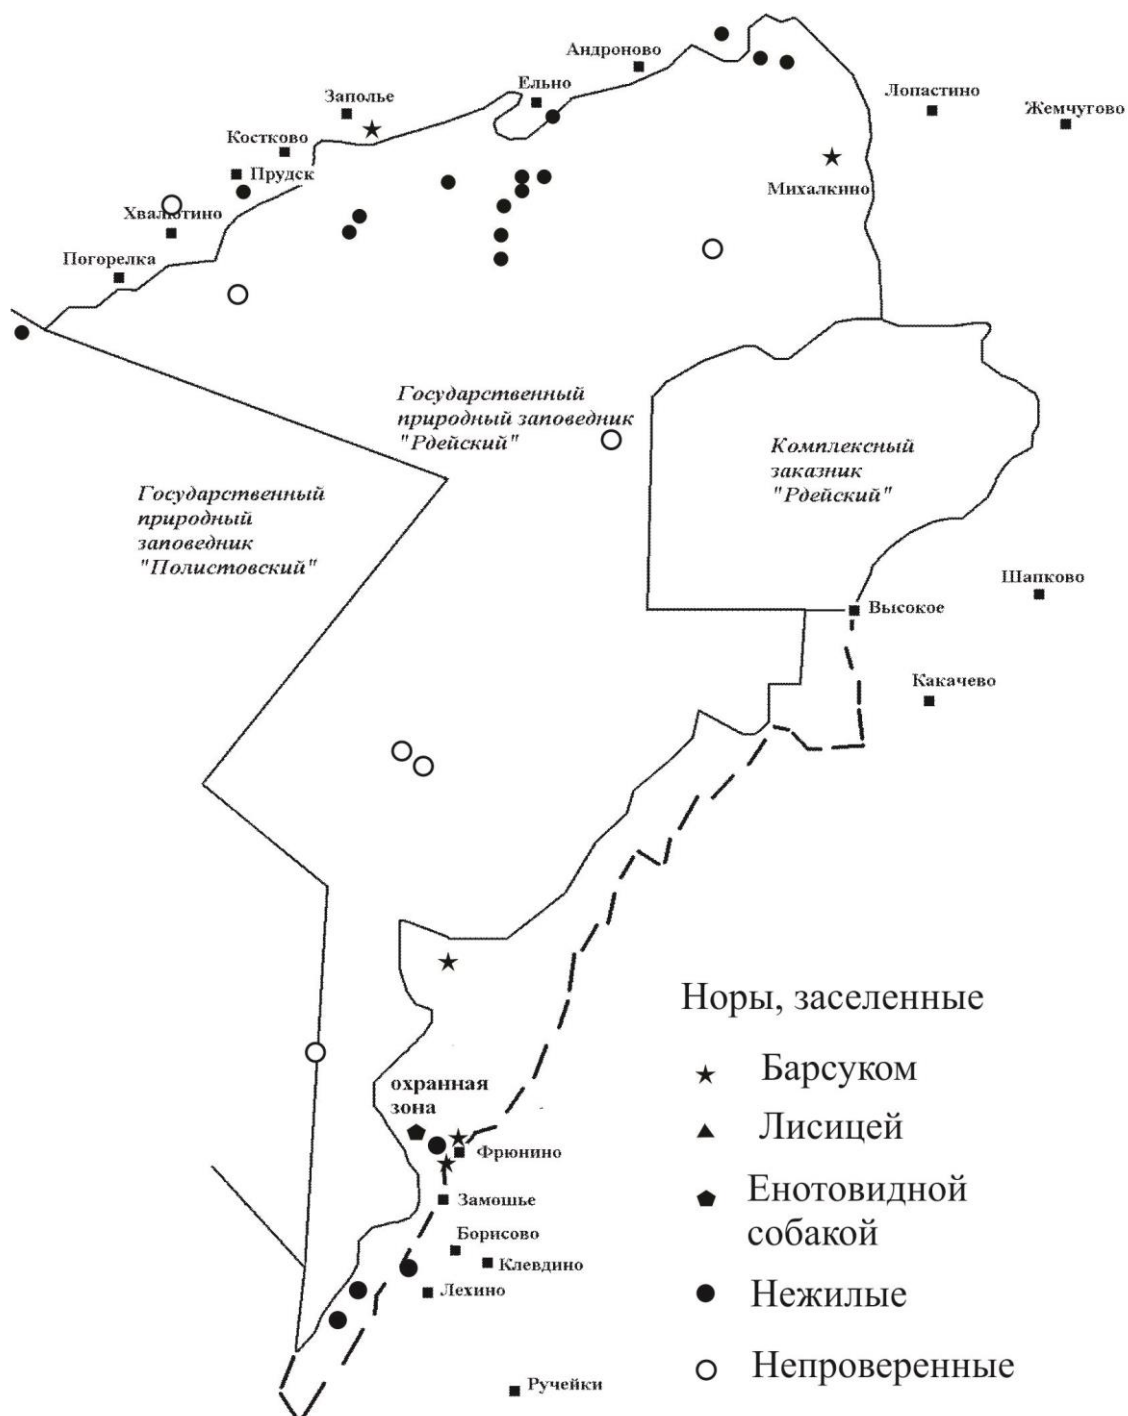 Андроново
Ельно
Лопастино
Заполье
Жемчугово
Костково
Прудск
Михалкино
Хвалютино
Погорелка
Государственный
природный заповедник
"Рдейский"
Комплексный
заказник
"Рдейский"
Государственный
природный
заповедник
"Полистовский"
Шапково
Высокое
Какачево
Норы, заселенные
Барсуком
охранная
зона
Лисицей
Фрюнино
Енотовидной
собакой
Замошье
Борисово
Клевдино
Лехино
Нежилые
Непроверенные
Ручейки